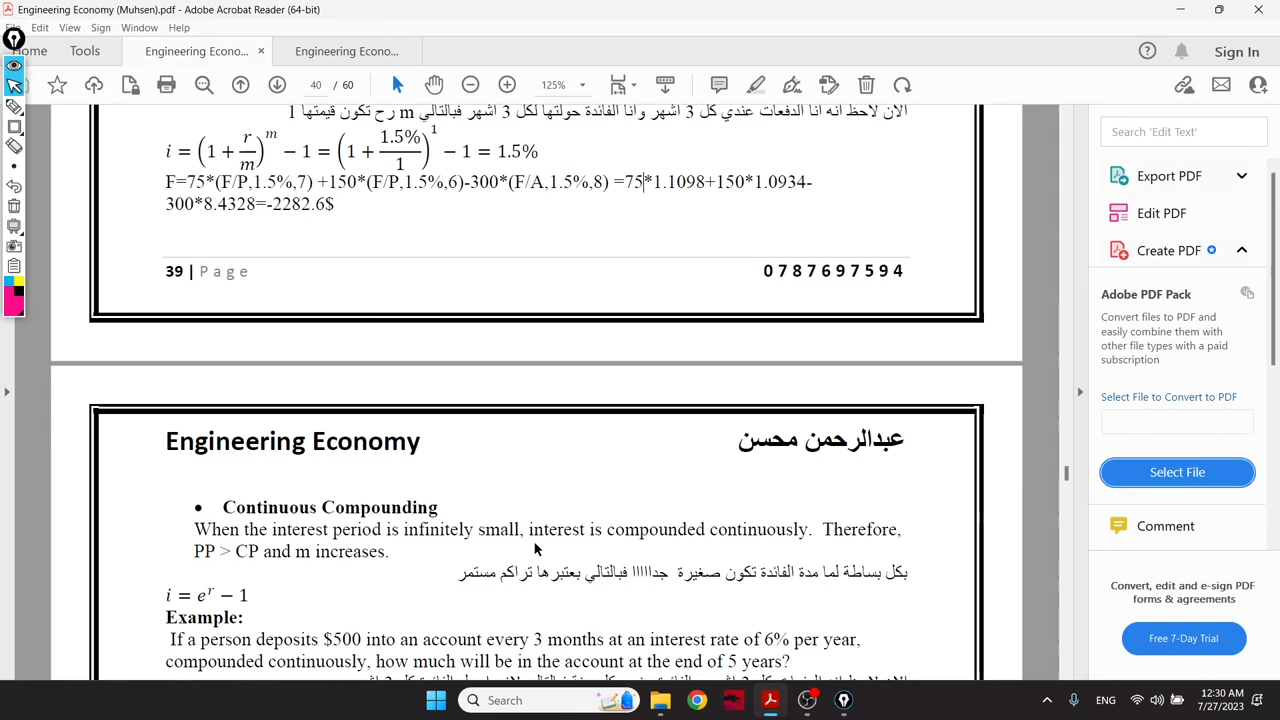 Engineering Economy (Muhsen).pdf - Adobe Acrobat Reader (64-bit)
File Edit View Sign Window Help
Home Tools Engineering Econo... × Engineering Econo... Sign In
40 / 60 125%
الان لاحظ انه انا الدفعات عندي كل 3 اشهر وانا الفائدة حولتها لكل 3 اشهر فبالتالي m رح تكون قيمتها 1
i = (1 + r/m)^m − 1 = (1 + 1.5%/1)^1 − 1 = 1.5%
F=75*(F/P,1.5%,7) +150*(F/P,1.5%,6)-300*(F/A,1.5%,8) =75*1.1098+150*1.0934-
300*8.4328=-2282.6$
39 | Page 0787697594
Engineering Economy عبدالرحمن محسن
• Continuous Compounding
When the interest period is infinitely small, interest is compounded continuously. Therefore,
PP > CP and m increases.
بكل بساطة لما مدة الفائدة تكون صغيرة جدااااا فبالتالي بعتبرها تراكم مستمر
i = e^r − 1
Example:
If a person deposits $500 into an account every 3 months at an interest rate of 6% per year,
compounded continuously, how much will be in the account at the end of 5 years?
Search 'Edit Text'
Export PDF
Edit PDF
Create PDF
Adobe PDF Pack
Convert files to PDF and
easily combine them with
other file types with a paid
subscription
Select File to Convert to PDF
Select File
Comment
Convert, edit and e-sign PDF
forms & agreements
Free 7-Day Trial
Search
ENG
12:30 AM
7/27/2023